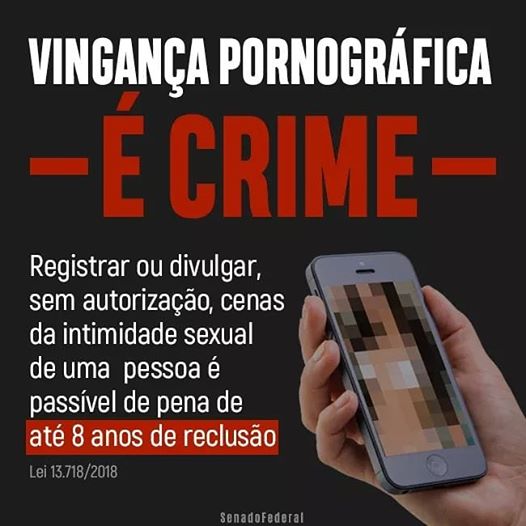 VINGANÇA PORNOGRÁFICA
É CRIME
Registrar ou divulgar,
sem autorização, cenas
da intimidade sexual
de uma pessoa é
passível de pena de
até 8 anos de reclusão
Lei 13.718/2018
SenadoFederal